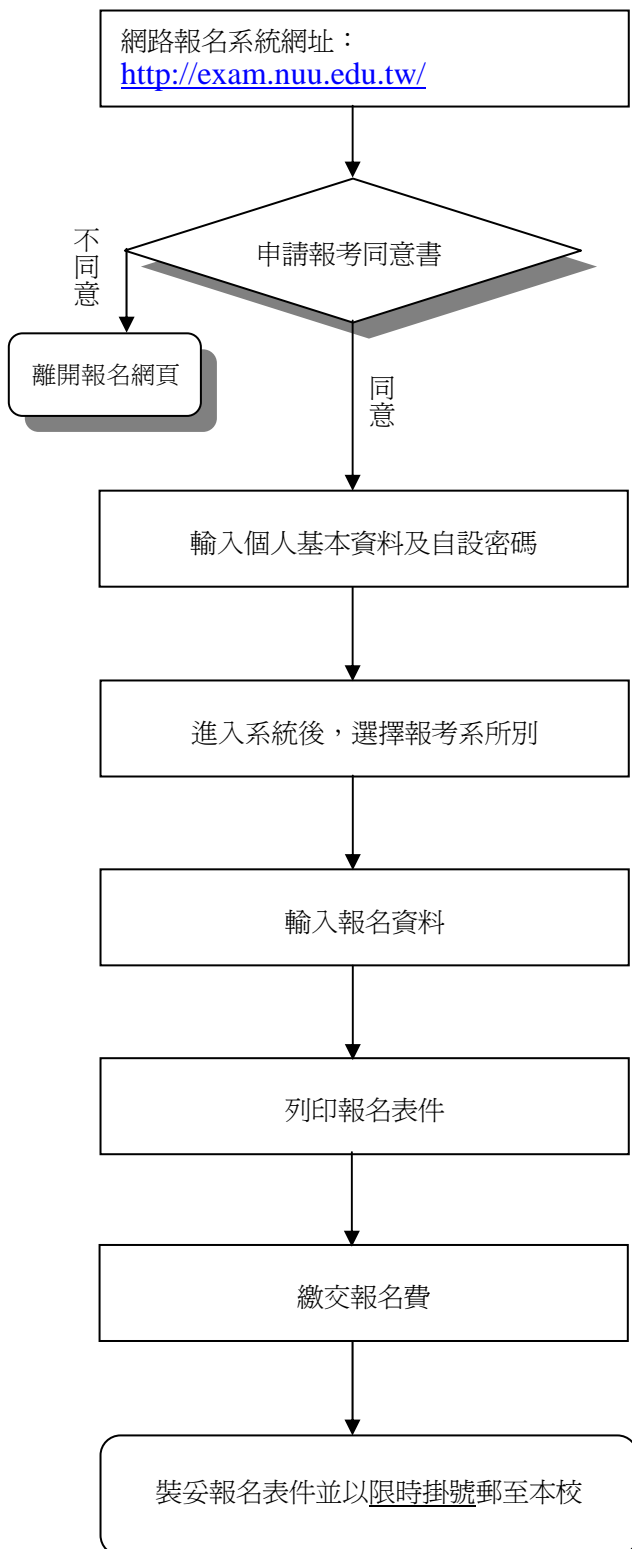 網路報名系統網址：
http://exam.nuu.edu.tw/
申請報考同意書
不同意
離開報名網頁
同意
輸入個人基本資料及自設密碼
進入系統後，選擇報考系所別
輸入報名資料
列印報名表件
繳交報名費
裝妥報名表件並以限時掛號郵至本校